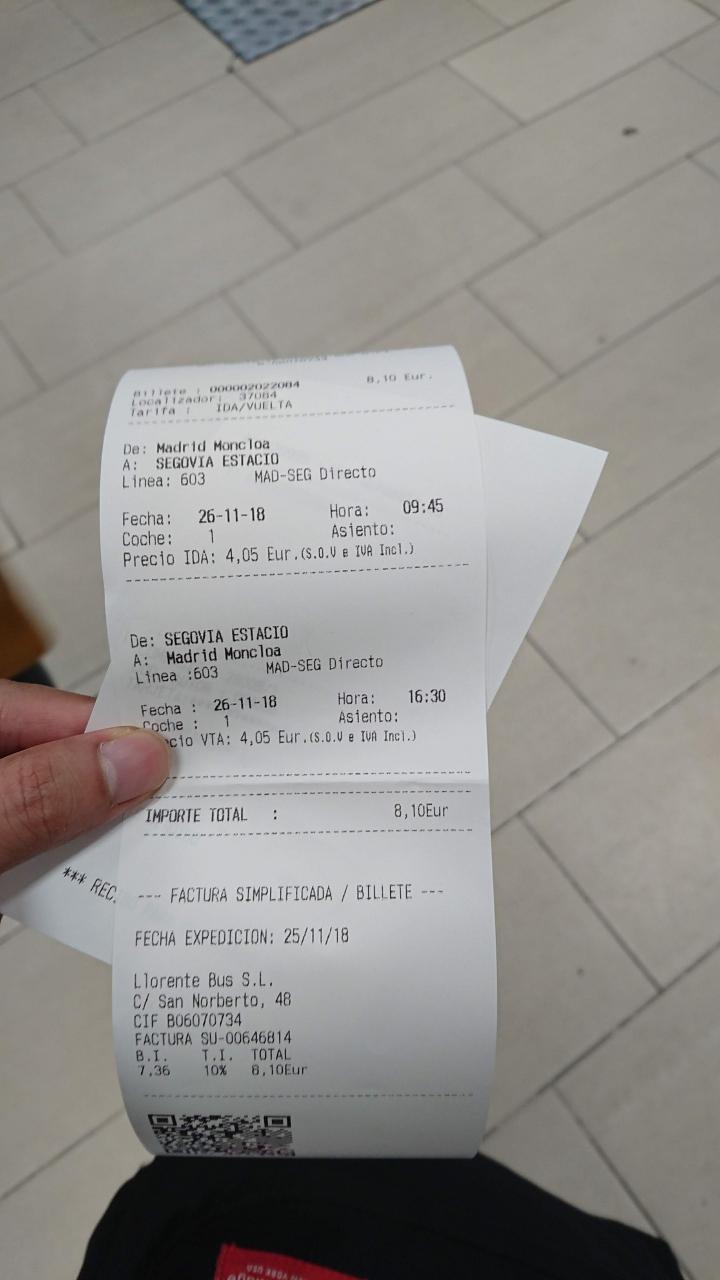 Billete : 000002022084 8,10 Eur.
Localizador: 37084
Tarifa : IDA/VUELTA
De: Madrid Moncloa
A: SEGOVIA ESTACIO
Linea: 603 MAD-SEG Directo
Fecha: 26-11-18 Hora: 09:45
Coche: 1 Asiento:
Precio IDA: 4,05 Eur.(S.O.V e IVA Incl.)
De: SEGOVIA ESTACIO
A: Madrid Moncloa
Linea :603 MAD-SEG Directo
Fecha : 26-11-18 Hora: 16:30
Coche : 1 Asiento:
ecio VTA: 4,05 Eur.(S.O.V e IVA Incl.)
IMPORTE TOTAL : 8,10Eur
*** REC.
--- FACTURA SIMPLIFICADA / BILLETE ---
FECHA EXPEDICION: 25/11/18
Llorente Bus S.L.
C/ San Norberto, 48
CIF B06070734
FACTURA SU-00646814
B.I. T.I. TOTAL
7,36 10% 8,10Eur